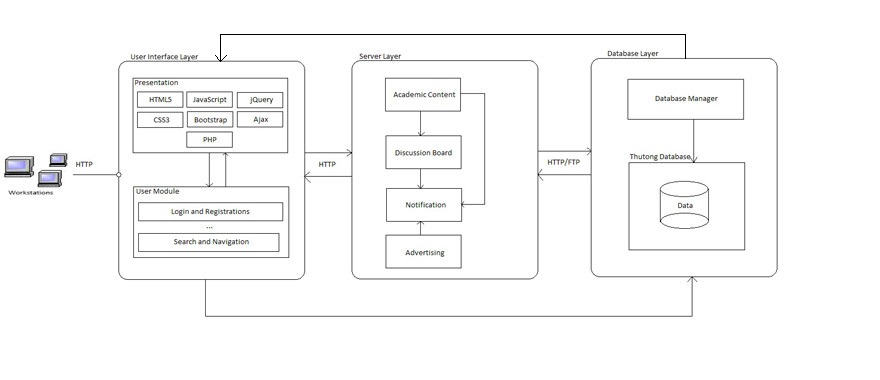 User Interface Layer
Server Layer
Database Layer
Presentation
HTML5
JavaScript
jQuery
CSS3
Bootstrap
Ajax
PHP
Workstations
HTTP
User Module
Login and Registrations
...
Search and Navigation
HTTP
Academic Content
Discussion Board
Notification
Advertising
HTTP/FTP
Database Manager
Thutong Database
Data